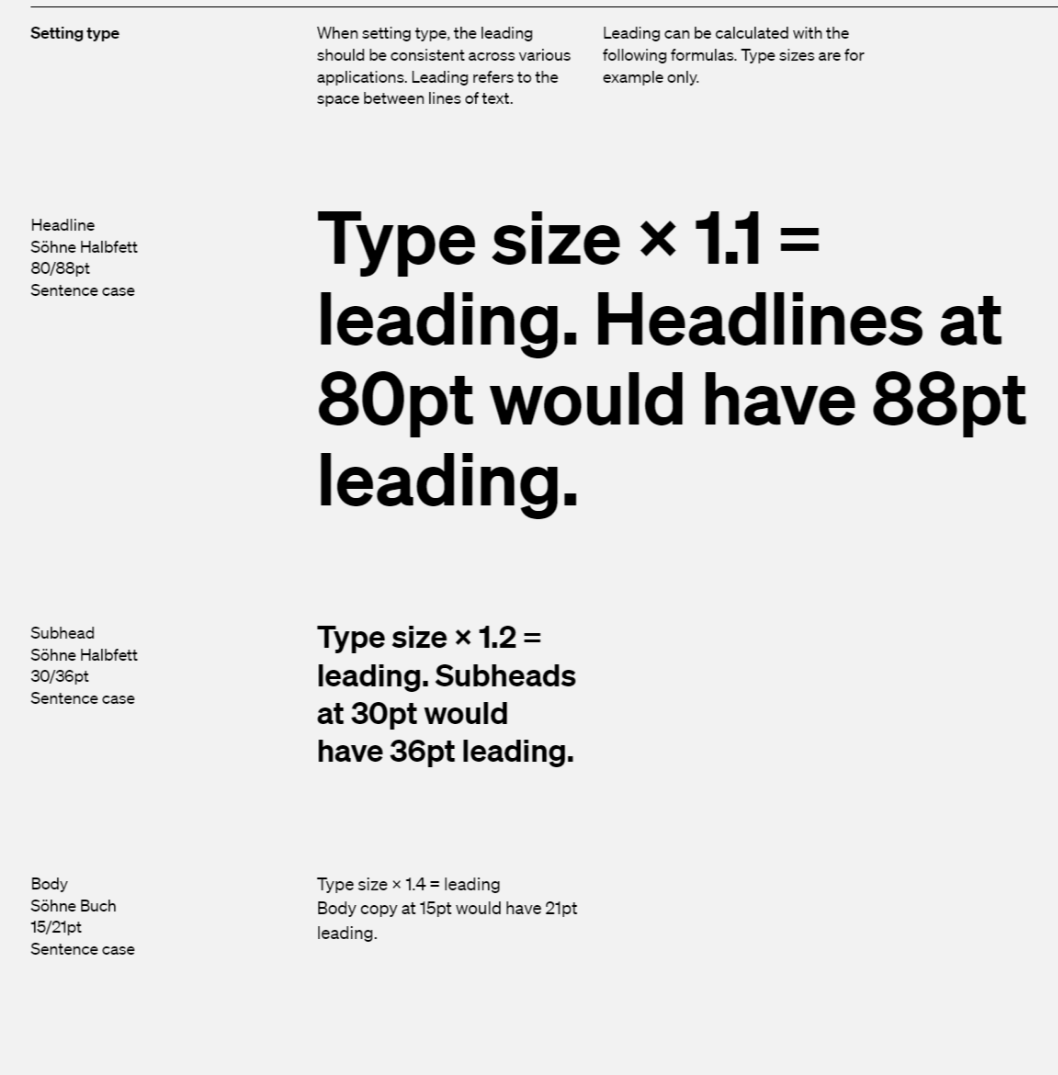 Setting type
When setting type, the leading
should be consistent across various
applications. Leading refers to the
space between lines of text.
Leading can be calculated with the
following formulas. Type sizes are for
example only.
Headline
Söhne Halbfett
80/88pt
Sentence case
Type size × 1.1 =
leading. Headlines at
80pt would have 88pt
leading.
Subhead
Söhne Halbfett
30/36pt
Sentence case
Type size × 1.2 =
leading. Subheads
at 30pt would
have 36pt leading.
Body
Söhne Buch
15/21pt
Sentence case
Type size × 1.4 = leading
Body copy at 15pt would have 21pt
leading.